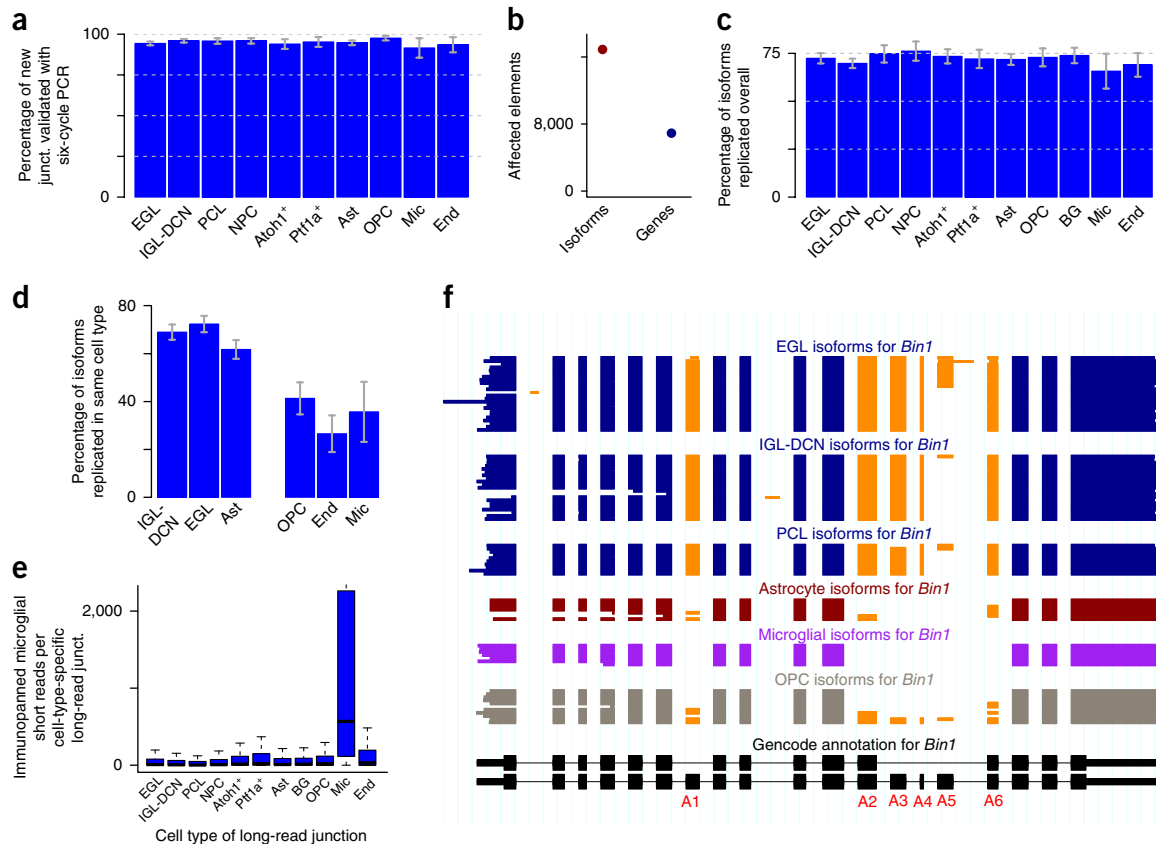 a
Percentage of new
junct. validated with
six-cycle PCR
100
0
EGL
IGL-DCN
PCL
NPC
Atoh1+
Ptf1a+
Ast
OPC
Mic
End
b
Affected elements
8,000
0
Isoforms
Genes
c
Percentage of isoforms
replicated overall
75
0
EGL
IGL-DCN
PCL
NPC
Atoh1+
Ptf1a+
Ast
OPC
BG
Mic
End
d
Percentage of isoforms
replicated in same cell type
80
40
0
IGL-
DCN
EGL
Ast
OPC
End
Mic
e
Immunopanned microglial
short reads per
cell-type-specific
long-read junct.
2,000
0
EGL
IGL-DCN
PCL
NPC
Atoh1+
Ptf1a+
Ast
BG
OPC
Mic
End
Cell type of long-read junction
f
EGL isoforms for Bin1
IGL-DCN isoforms for Bin1
PCL isoforms for Bin1
Astrocyte isoforms for Bin1
Microglial isoforms for Bin1
OPC isoforms for Bin1
Gencode annotation for Bin1
A1 A2 A3 A4 A5 A6